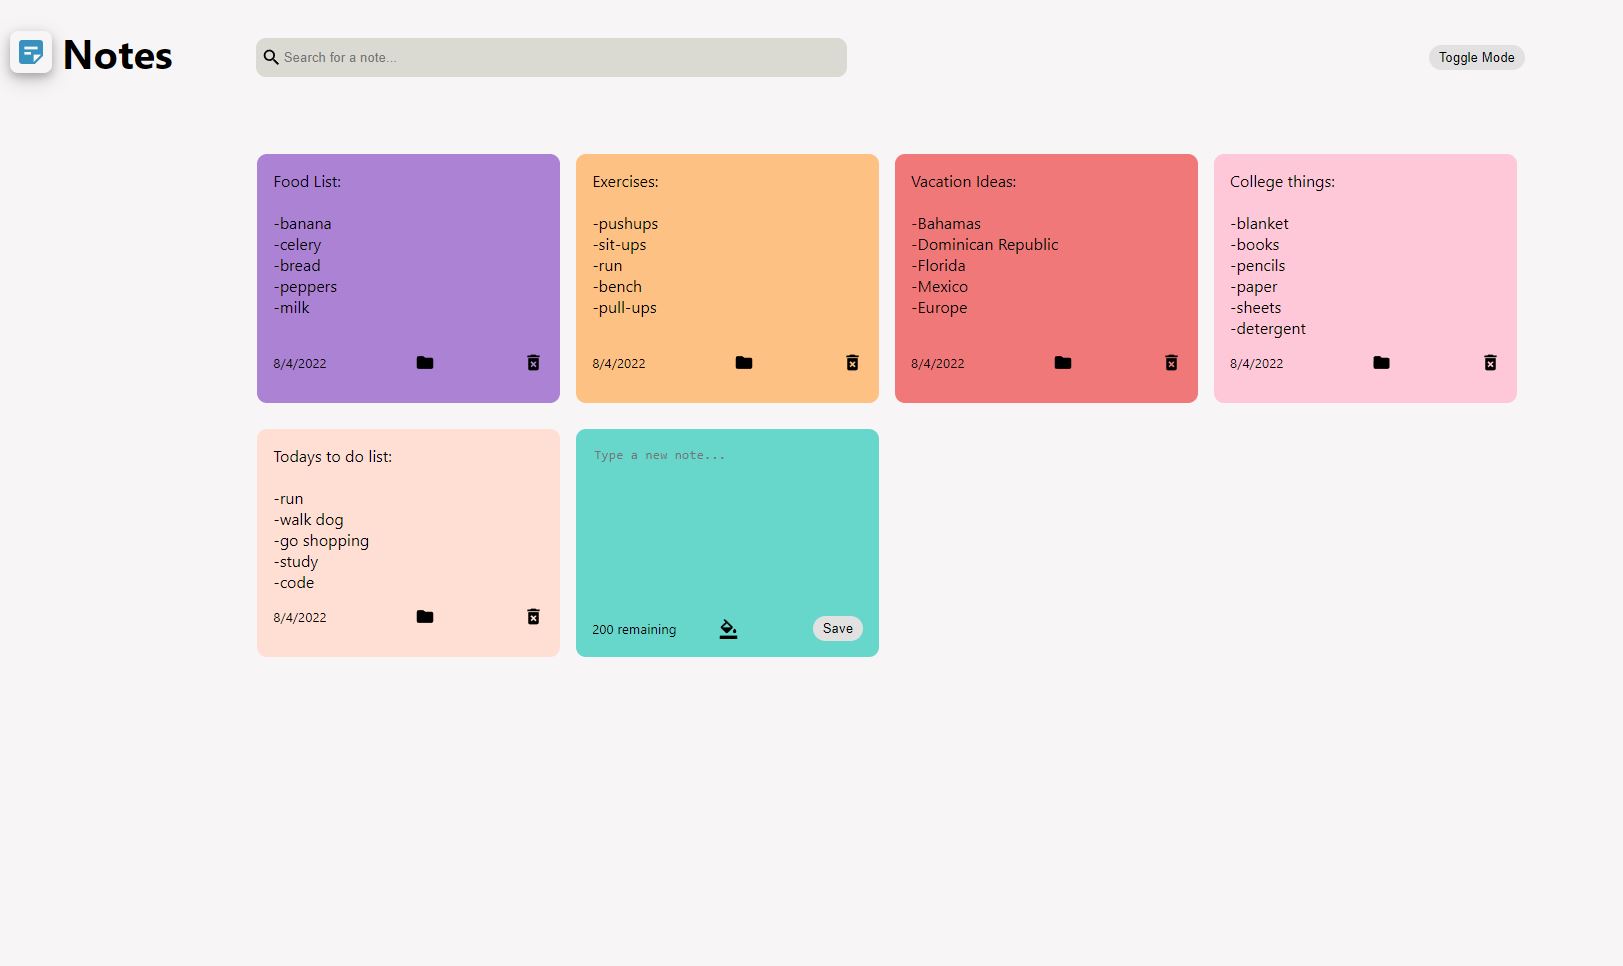 Notes
Search for a note...
Toggle Mode
Food List:
-banana
-celery
-bread
-peppers
-milk
8/4/2022
Exercises:
-pushups
-sit-ups
-run
-bench
-pull-ups
8/4/2022
Vacation Ideas:
-Bahamas
-Dominican Republic
-Florida
-Mexico
-Europe
8/4/2022
College things:
-blanket
-books
-pencils
-paper
-sheets
-detergent
8/4/2022
Todays to do list:
-run
-walk dog
-go shopping
-study
-code
8/4/2022
Type a new note...
200 remaining
Save